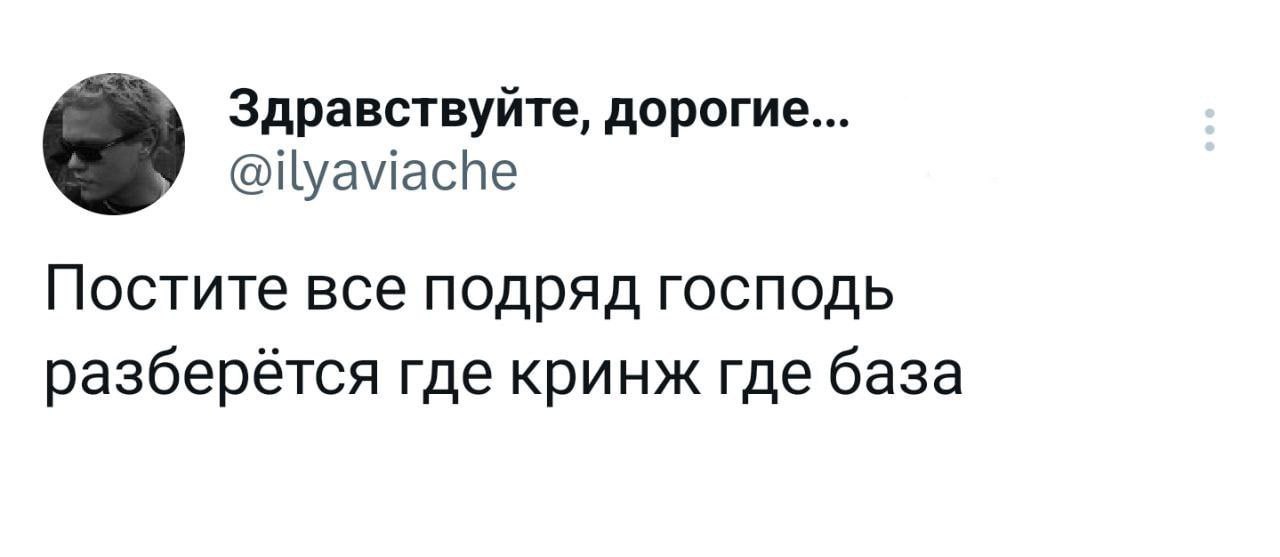 Здравствуйте, дорогие...
@ilyaviache
Постите все подряд господь
разберётся где кринж где база